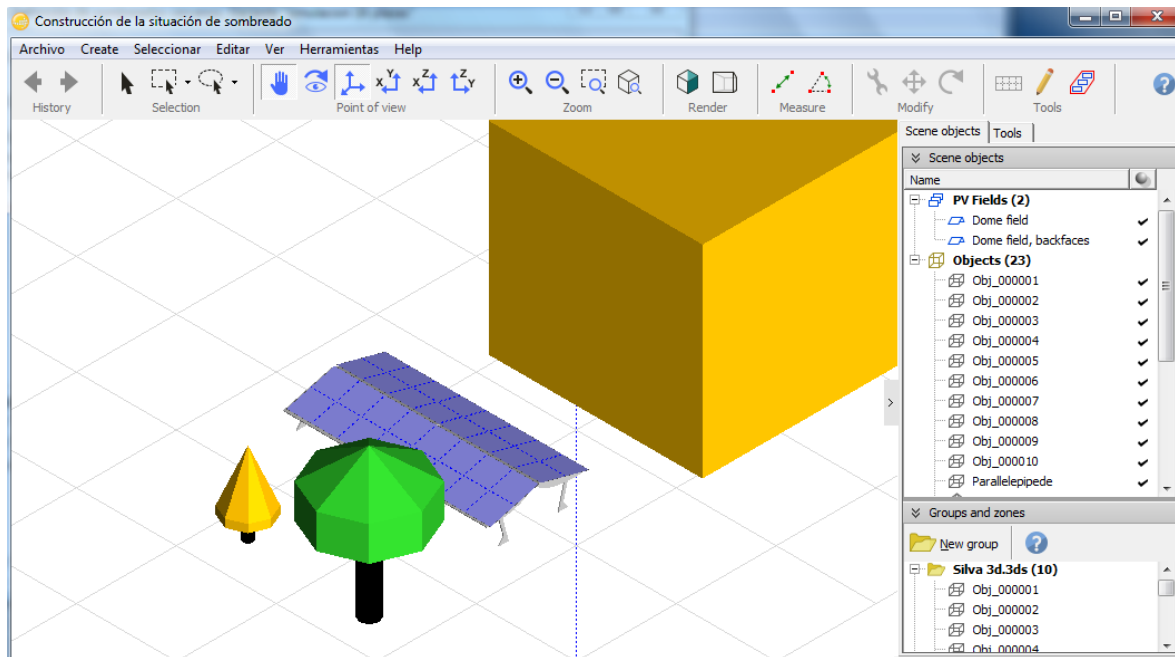 Construcción de la situación de sombreado
Archivo Create Seleccionar Editar Ver Herramientas Help
X Y X Z Z Y
History Selection Point of view Zoom Render Measure Modify Tools
Scene objects Tools
Scene objects
Name
PV Fields (2)
Dome field
Dome field, backfaces
Objects (23)
Obj_000001
Obj_000002
Obj_000003
Obj_000004
Obj_000005
Obj_000006
Obj_000007
Obj_000008
Obj_000009
Obj_000010
Parallelepipede
Groups and zones
New group
Silva 3d.3ds (10)
Obj_000001
Obj_000002
Obj_000003
Obj_000004